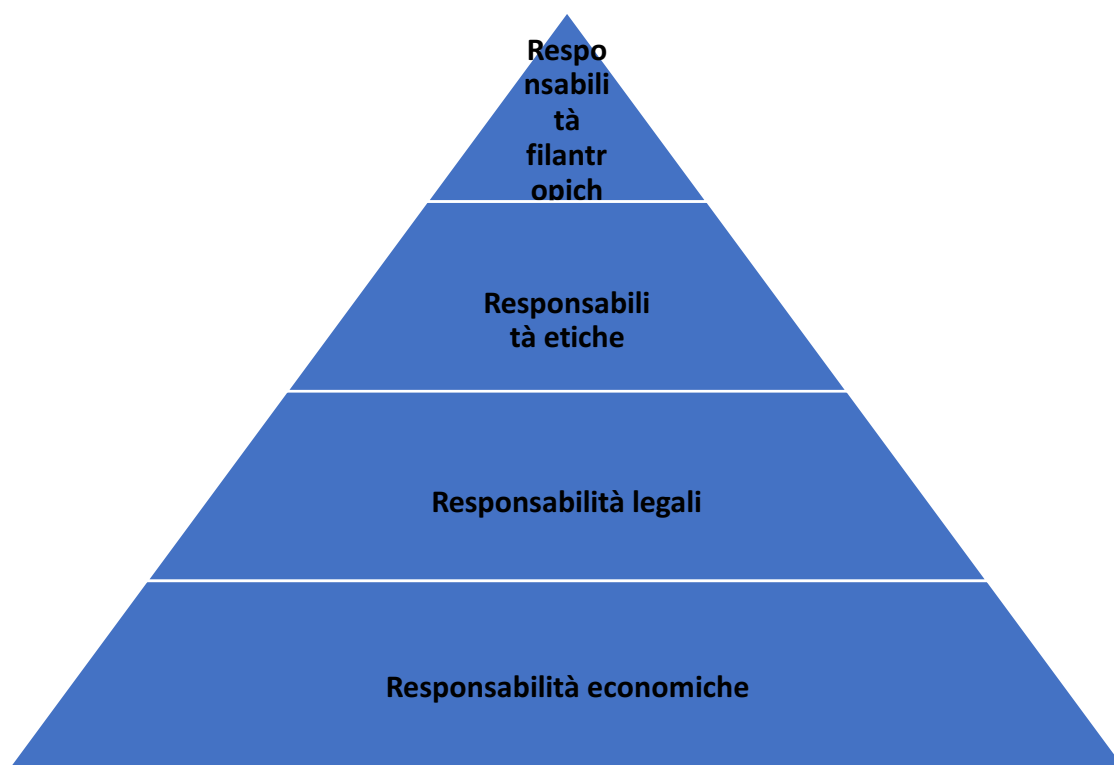 Respo
nsabili
tà
filantr
opich
Responsabili
tà etiche
Responsabilità legali
Responsabilità economiche